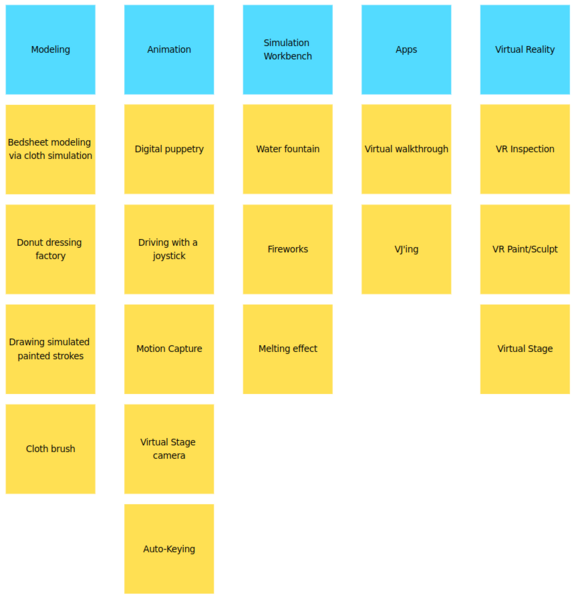 Modeling
Animation
Simulation
Workbench
Apps
Virtual Reality
Bedsheet modeling
via cloth simulation
Digital puppetry
Water fountain
Virtual walkthrough
VR Inspection
Donut dressing
factory
Driving with a
joystick
Fireworks
VJ'ing
VR Paint/Sculpt
Drawing simulated
painted strokes
Motion Capture
Melting effect
Virtual Stage
Cloth brush
Virtual Stage
camera
Auto-Keying